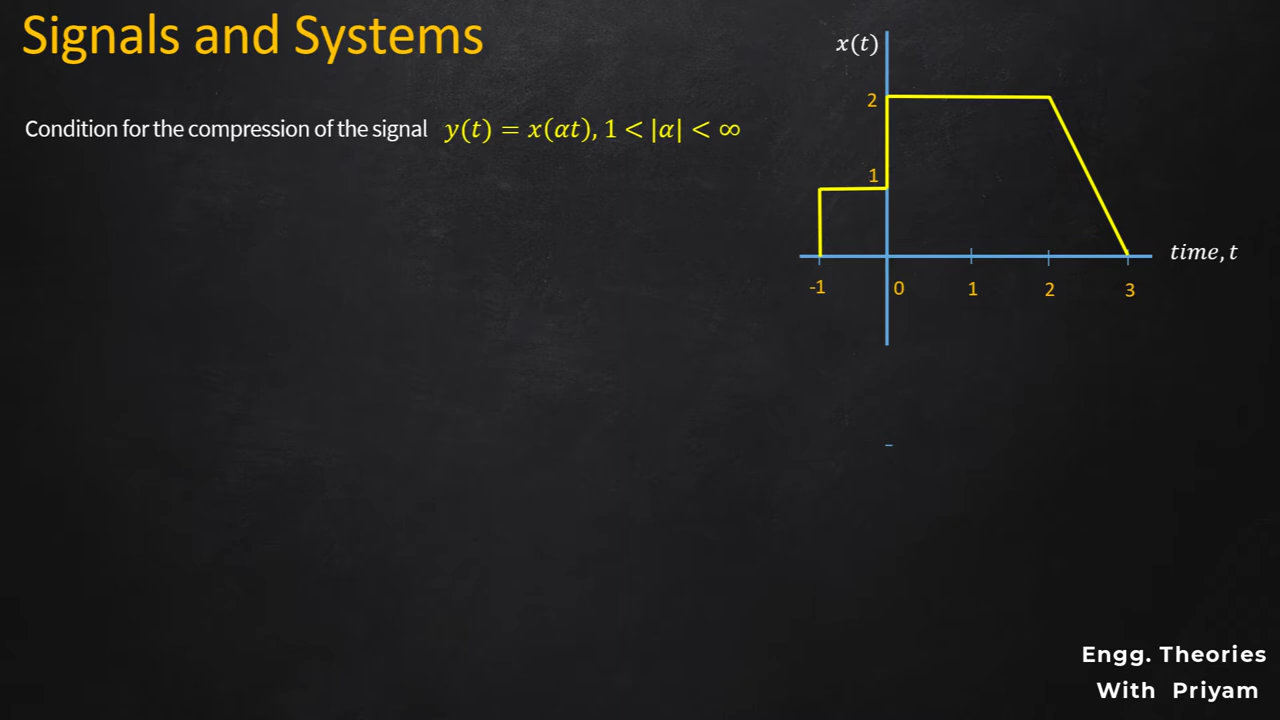 Signals and Systems
Condition for the compression of the signal y(t) = x(αt), 1 < |α| < ∞
x(t)
2
1
time, t
-1 0 1 2 3
Engg. Theories
With Priyam